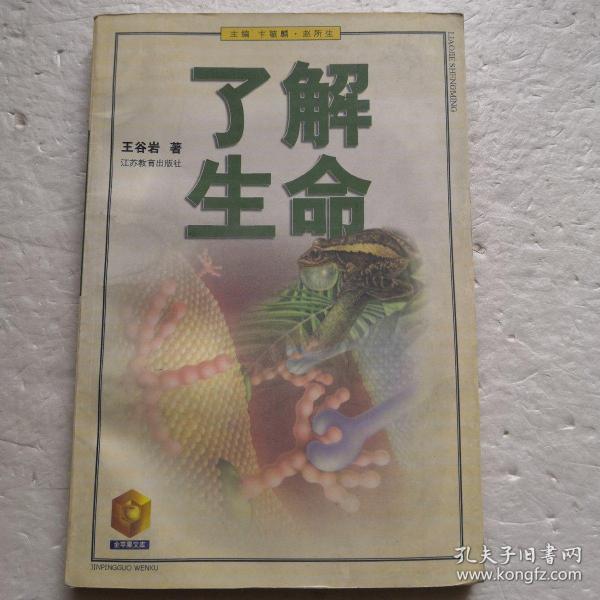 主编 卞毓麟·赵所生
LIAOJIE SHENGMING
了解
生命
王谷岩 著
江苏教育出版社
金苹果文库
JINPINGGUO WENKU
孔夫子旧書网
www.kongfz.com